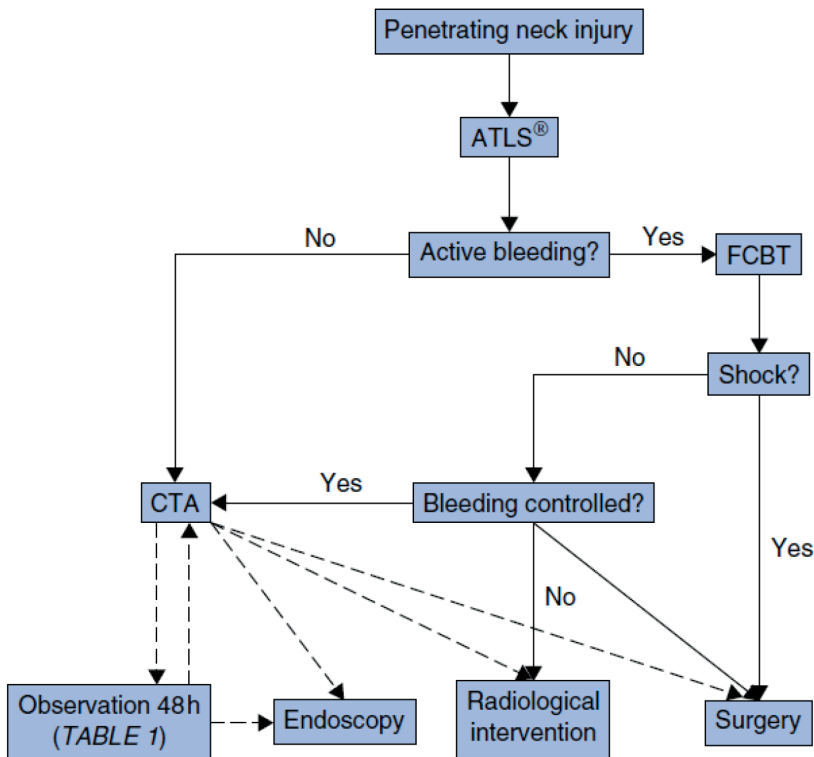 Penetrating neck injury
ATLS®
No
Active bleeding?
Yes
FCBT
No
Shock?
CTA
Yes
Bleeding controlled?
Yes
No
Observation 48h
(TABLE 1)
Endoscopy
Radiological
intervention
Surgery